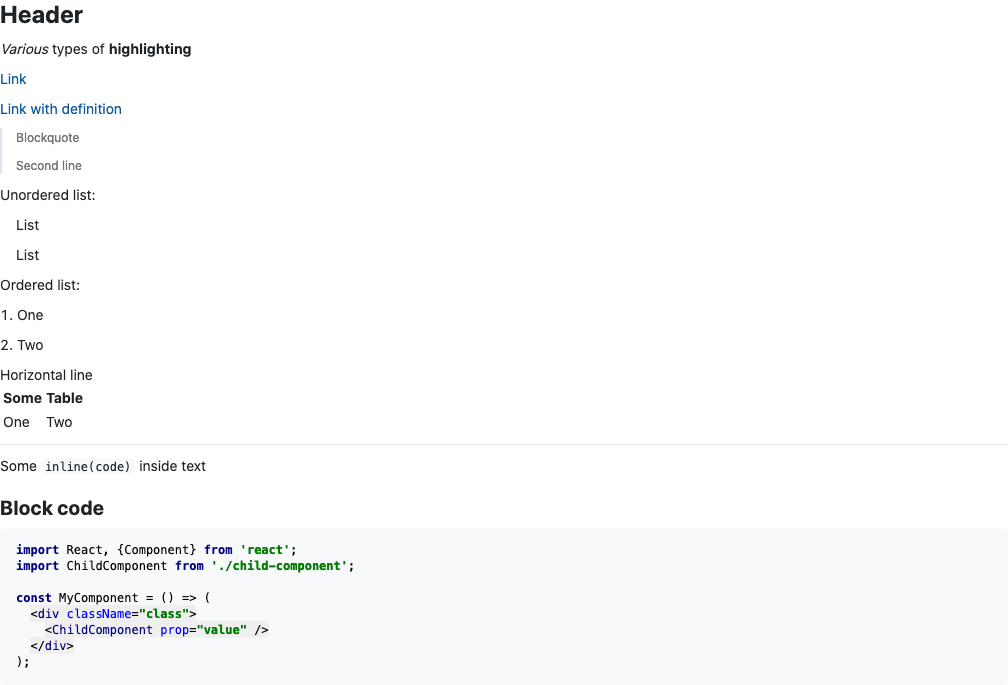 Header
Various types of highlighting
Link
Link with definition
Blockquote
Second line
Unordered list:
List
List
Ordered list:
1. One
2. Two
Horizontal line
Some Table
One Two
Some inline(code) inside text
Block code
import React, {Component} from 'react';
import ChildComponent from './child-component';
const MyComponent = () => (
<div className="class">
<ChildComponent prop="value" />
</div>
);